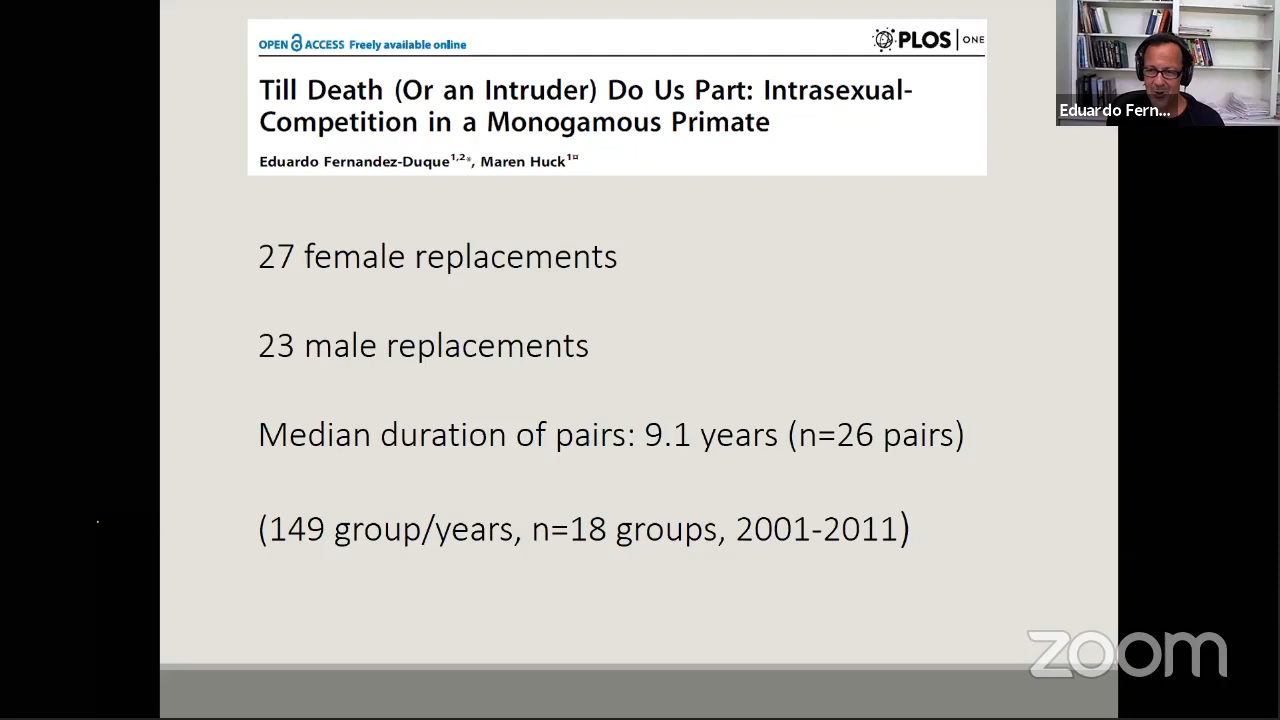 OPEN ACCESS Freely available online
PLOS ONE
Till Death (Or an Intruder) Do Us Part: Intrasexual-
Competition in a Monogamous Primate
Eduardo Fernandez-Duque1,2*, Maren Huck1¤
Eduardo Fern...
27 female replacements
23 male replacements
Median duration of pairs: 9.1 years (n=26 pairs)
(149 group/years, n=18 groups, 2001-2011)
zoom